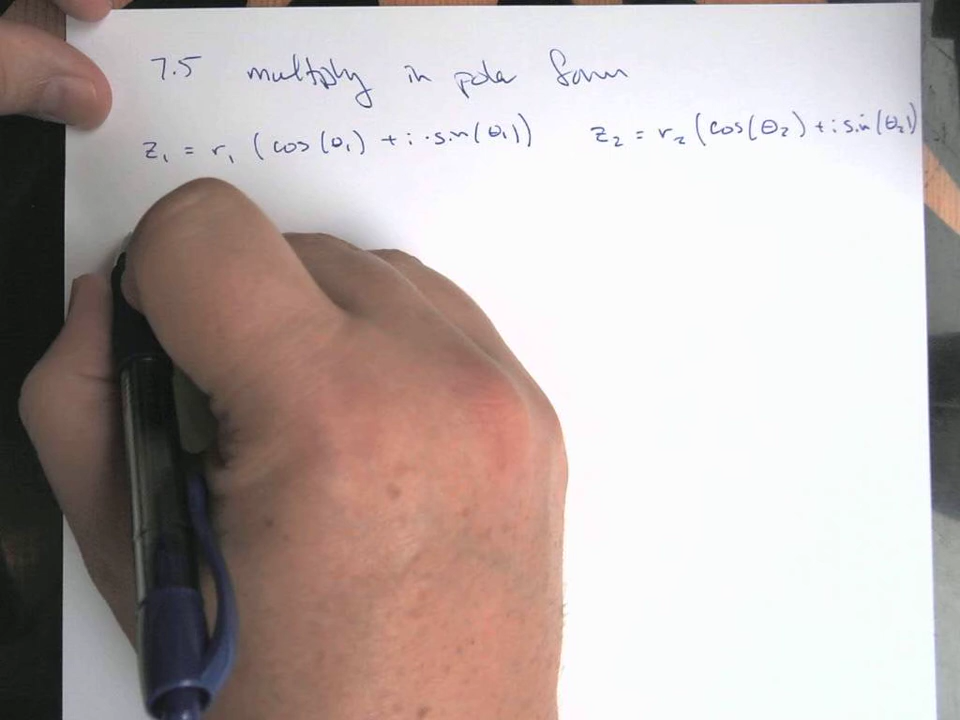 7.5 multiply in polar form
z₁ = r₁ (cos(θ₁) + i·sin(θ₁)) z₂ = r₂ (cos(θ₂) + i sin(θ₂)